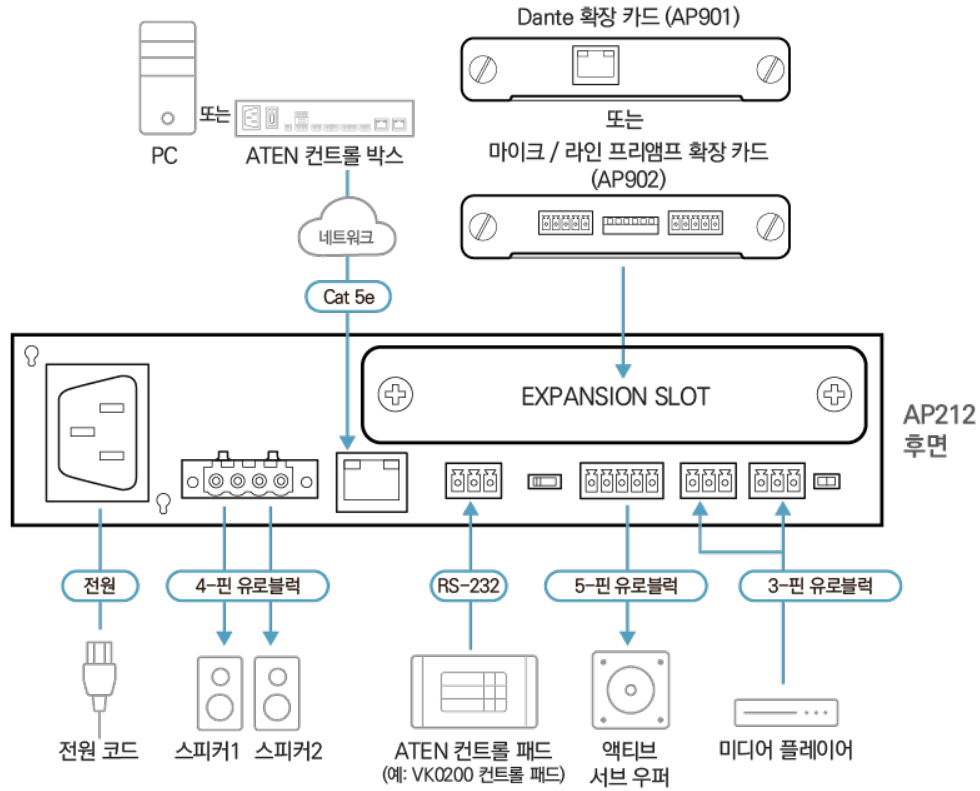 Dante 확장 카드 (AP901)
또는
PC
ATEN 컨트롤 박스
또는
마이크 / 라인 프리앰프 확장 카드
(AP902)
네트워크
Cat 5e
EXPANSION SLOT
AP212
후면
전원
4-핀 유로블럭
RS-232
5-핀 유로블럭
3-핀 유로블럭
전원 코드
스피커1
스피커2
ATEN 컨트롤 패드
(예: VK0200 컨트롤 패드)
액티브
서브 우퍼
미디어 플레이어